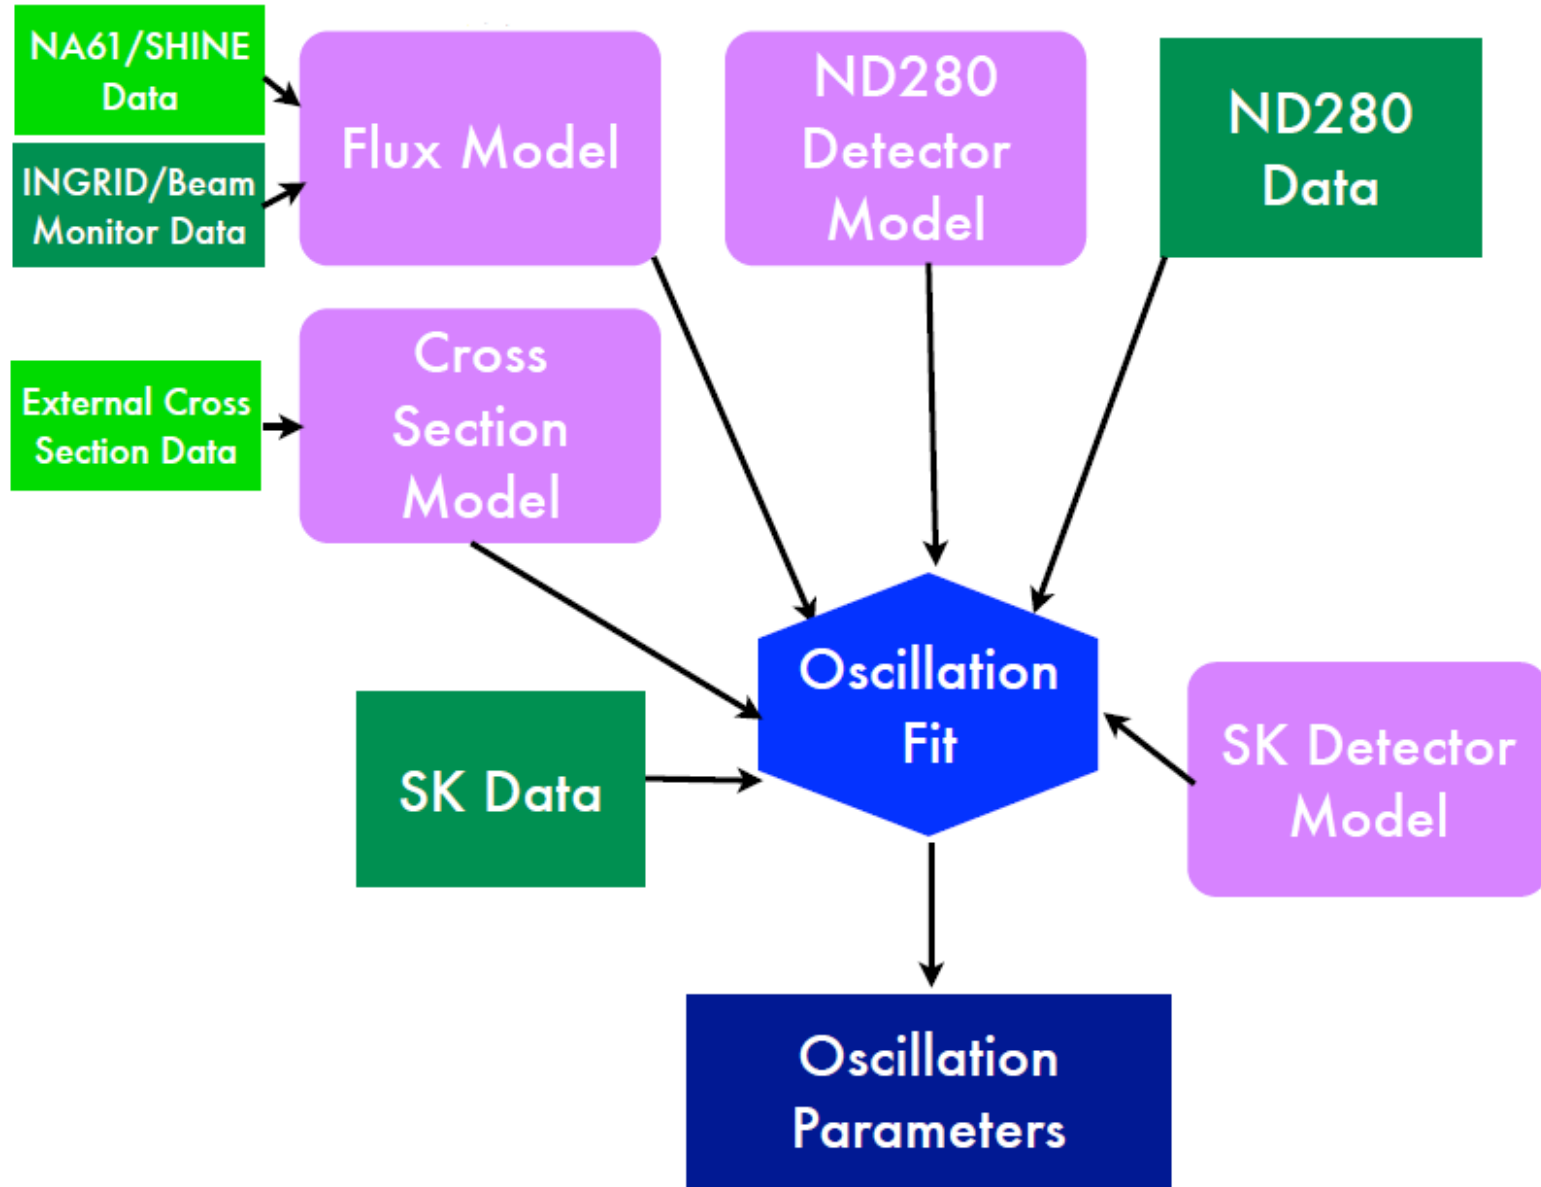 NA61/SHINE
Data
INGRID/Beam
Monitor Data
Flux Model
ND280
Detector
Model
ND280
Data
External Cross
Section Data
Cross
Section
Model
SK Data
Oscillation
Fit
SK Detector
Model
Oscillation
Parameters